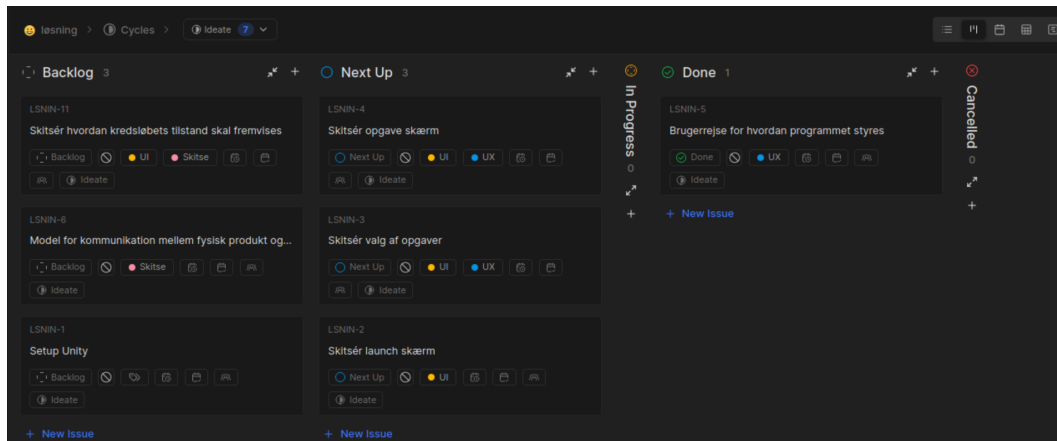 løsning > Cycles > Ideate 7
Backlog 3
LSNIN-11
Skitsér hvordan kredsløbets tilstand skal fremvises
Backlog UI Skitse
Ideate
LSNIN-6
Model for kommunikation mellem fysisk produkt og...
Backlog Skitse
Ideate
LSNIN-1
Setup Unity
Backlog
Ideate
+ New Issue
Next Up 3
LSNIN-4
Skitsér opgave skærm
Next Up UI UX
Ideate
LSNIN-3
Skitsér valg af opgaver
Next Up UI UX
Ideate
LSNIN-2
Skitsér launch skærm
Next Up UI
Ideate
+ New Issue
In Progress 0
Done 1
LSNIN-5
Brugerrejse for hvordan programmet styres
Done UX
Ideate
+ New Issue
Cancelled 0